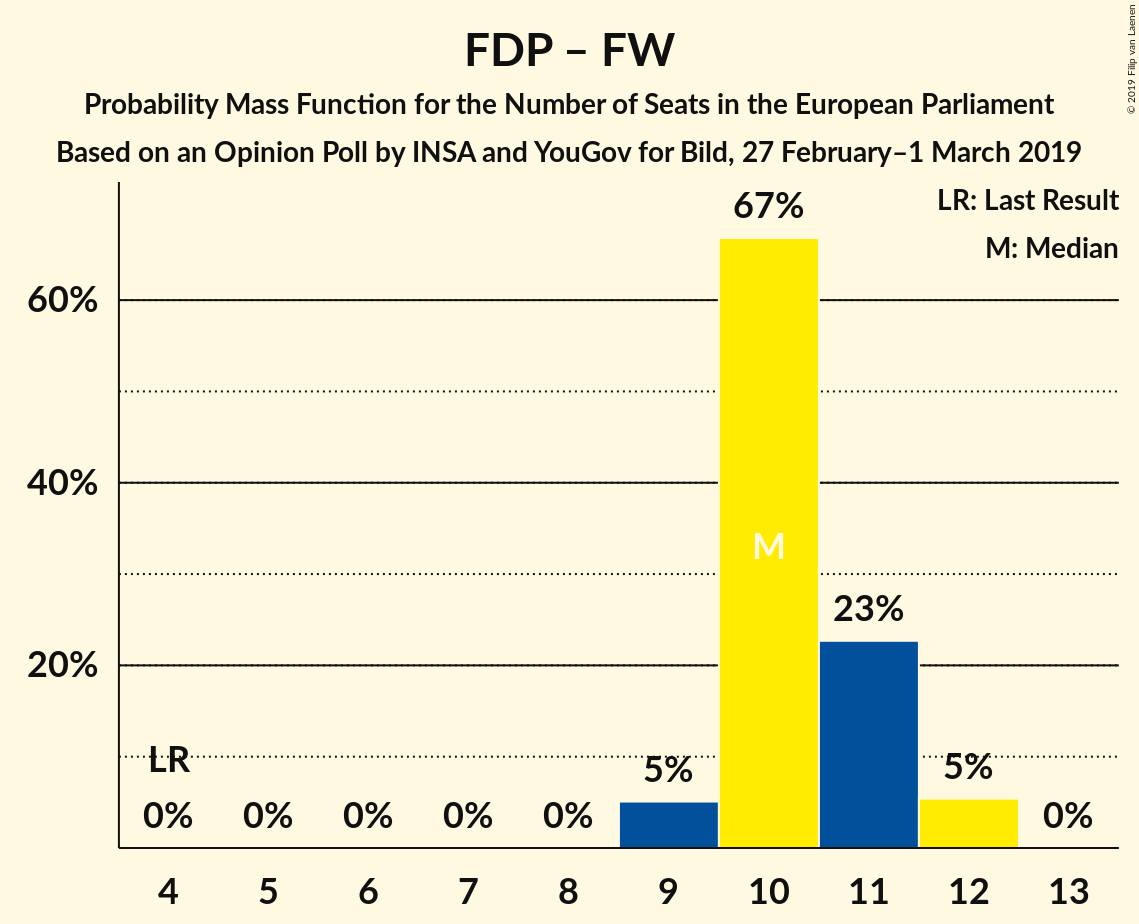 FDP – FW
Probability Mass Function for the Number of Seats in the European Parliament
Based on an Opinion Poll by INSA and YouGov for Bild, 27 February–1 March 2019
© 2019 Filip van Laenen
LR: Last Result
M: Median
67%
60%
40%
M
23%
20%
LR
5%
5%
0%
0%
0%
0%
0%
0%
4
5
6
7
8
9
10
11
12
13